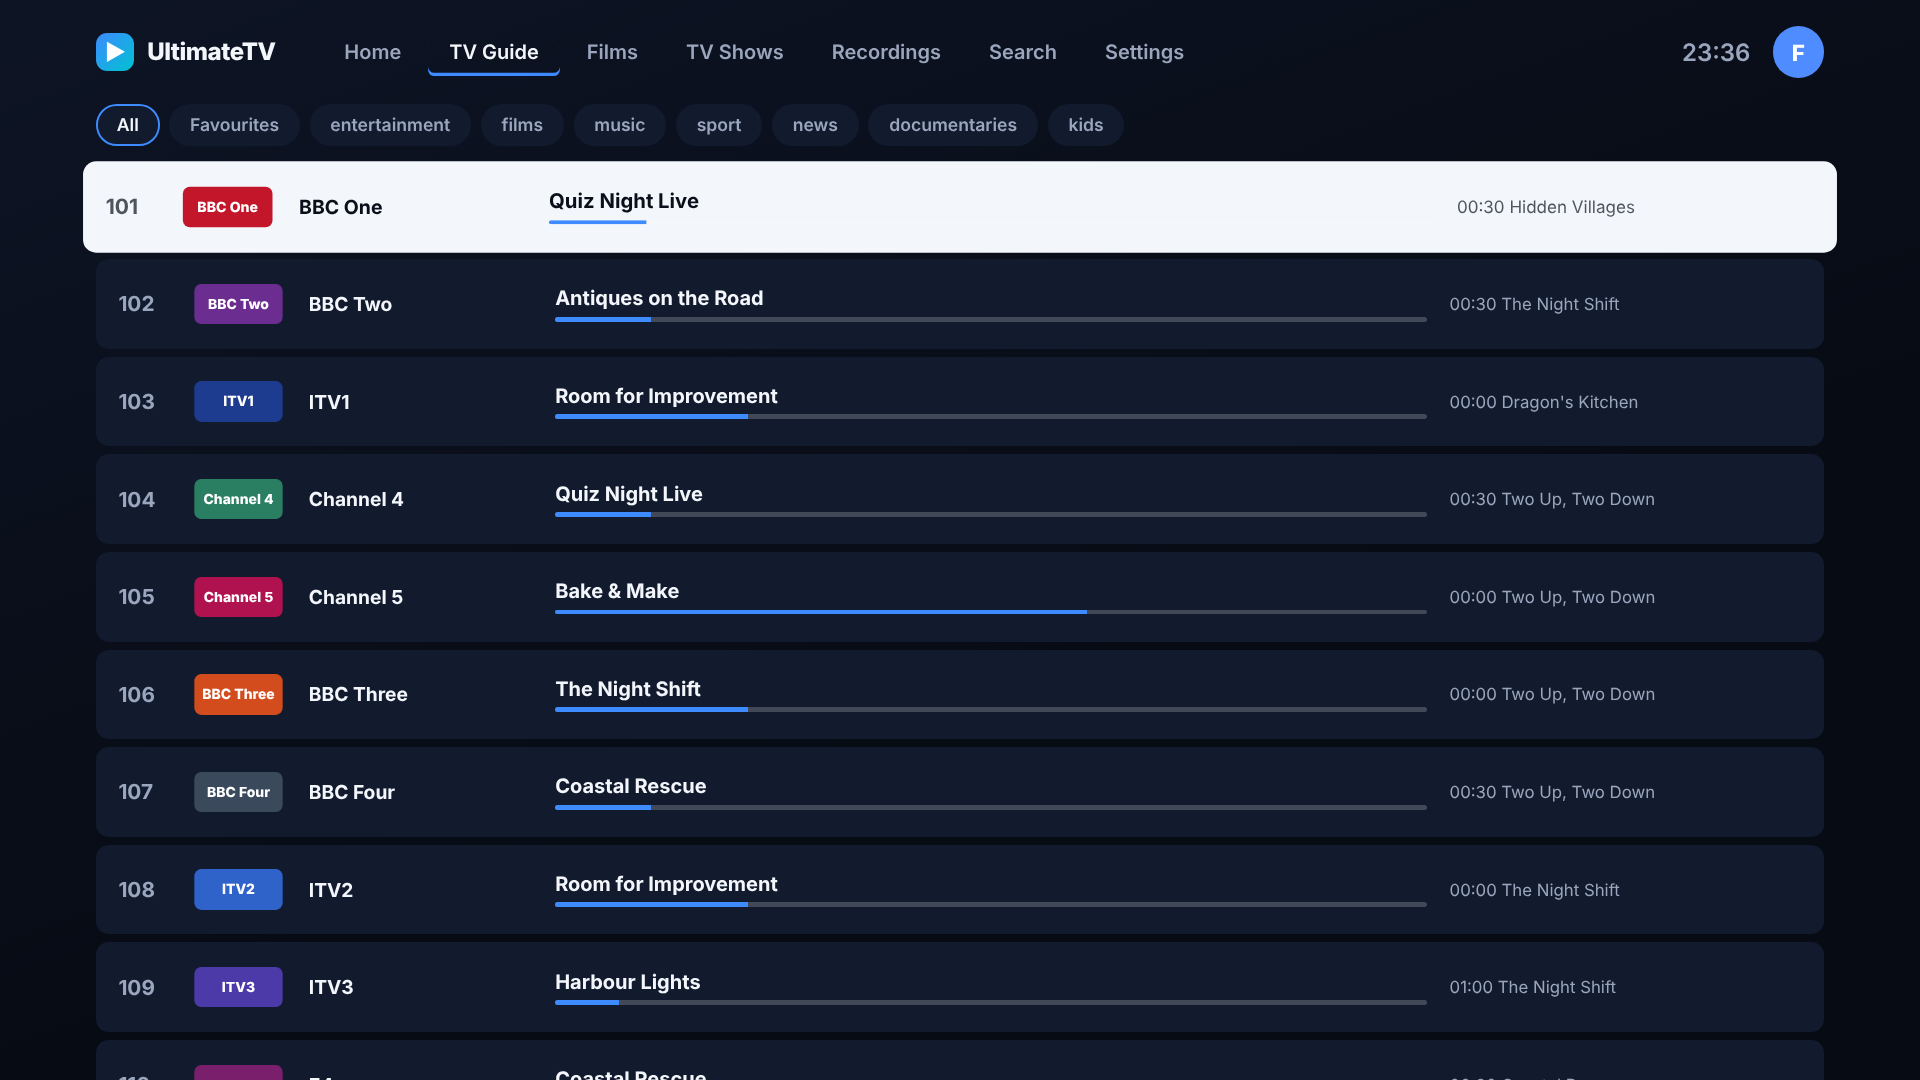 UltimateTV Home TV Guide Films TV Shows Recordings Search Settings 23:36 F
All Favourites entertainment films music sport news documentaries kids
101 BBC One BBC One Quiz Night Live 00:30 Hidden Villages
102 BBC Two BBC Two Antiques on the Road 00:30 The Night Shift
103 ITV1 ITV1 Room for Improvement 00:00 Dragon's Kitchen
104 Channel 4 Channel 4 Quiz Night Live 00:30 Two Up, Two Down
105 Channel 5 Channel 5 Bake & Make 00:00 Two Up, Two Down
106 BBC Three BBC Three The Night Shift 00:00 Two Up, Two Down
107 BBC Four BBC Four Coastal Rescue 00:30 Two Up, Two Down
108 ITV2 ITV2 Room for Improvement 00:00 The Night Shift
109 ITV3 ITV3 Harbour Lights 01:00 The Night Shift
Coastal Rescue